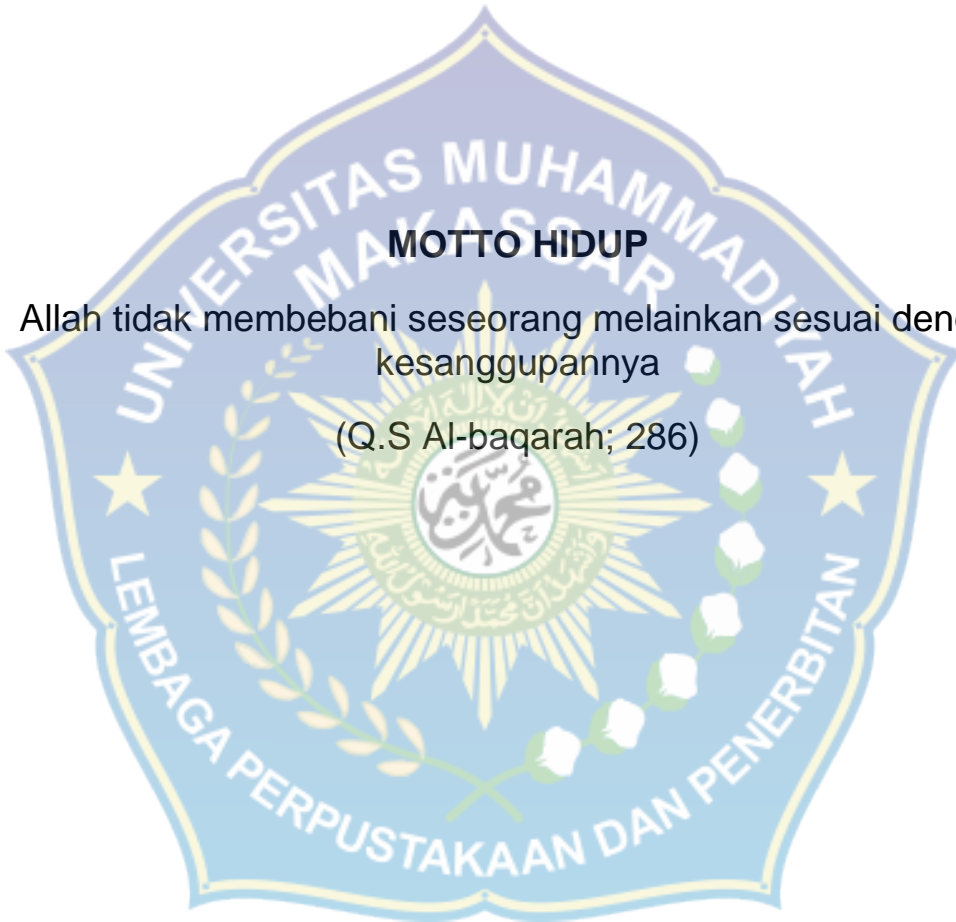 UNIVERSITAS MUHAMMADIYAH
MAKASSAR
MOTTO HIDUP
Allah tidak membebani seseorang melainkan sesuai
kesanggupannya
(Q.S Al-baqarah; 286)
محمد
LEMBAGA PERPUSTAKAAN DAN PENERBITAN